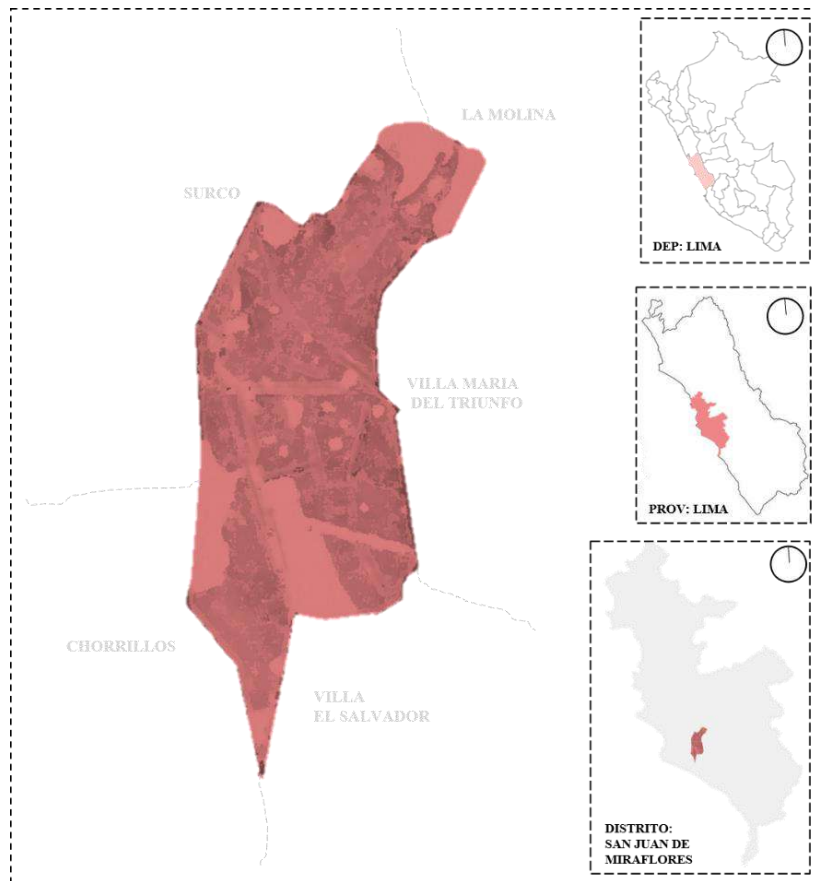 LA MOLINA
SURCO
VILLA MARIA
DEL TRIUNFO
CHORRILLOS
VILLA
EL SALVADOR
DEP: LIMA
PROV: LIMA
DISTRITO:
SAN JUAN DE
MIRAFLORES